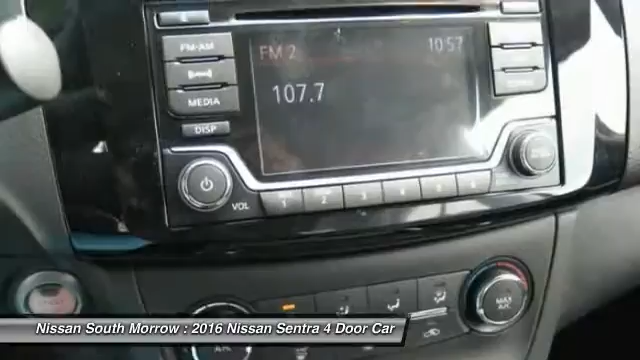 FM-AM
FM 2
10:57
107.7
MEDIA
DISP
VOL
1 2 3 4 5 6
MAX A/C
A/C
Nissan South Morrow : 2016 Nissan Sentra 4 Door Car